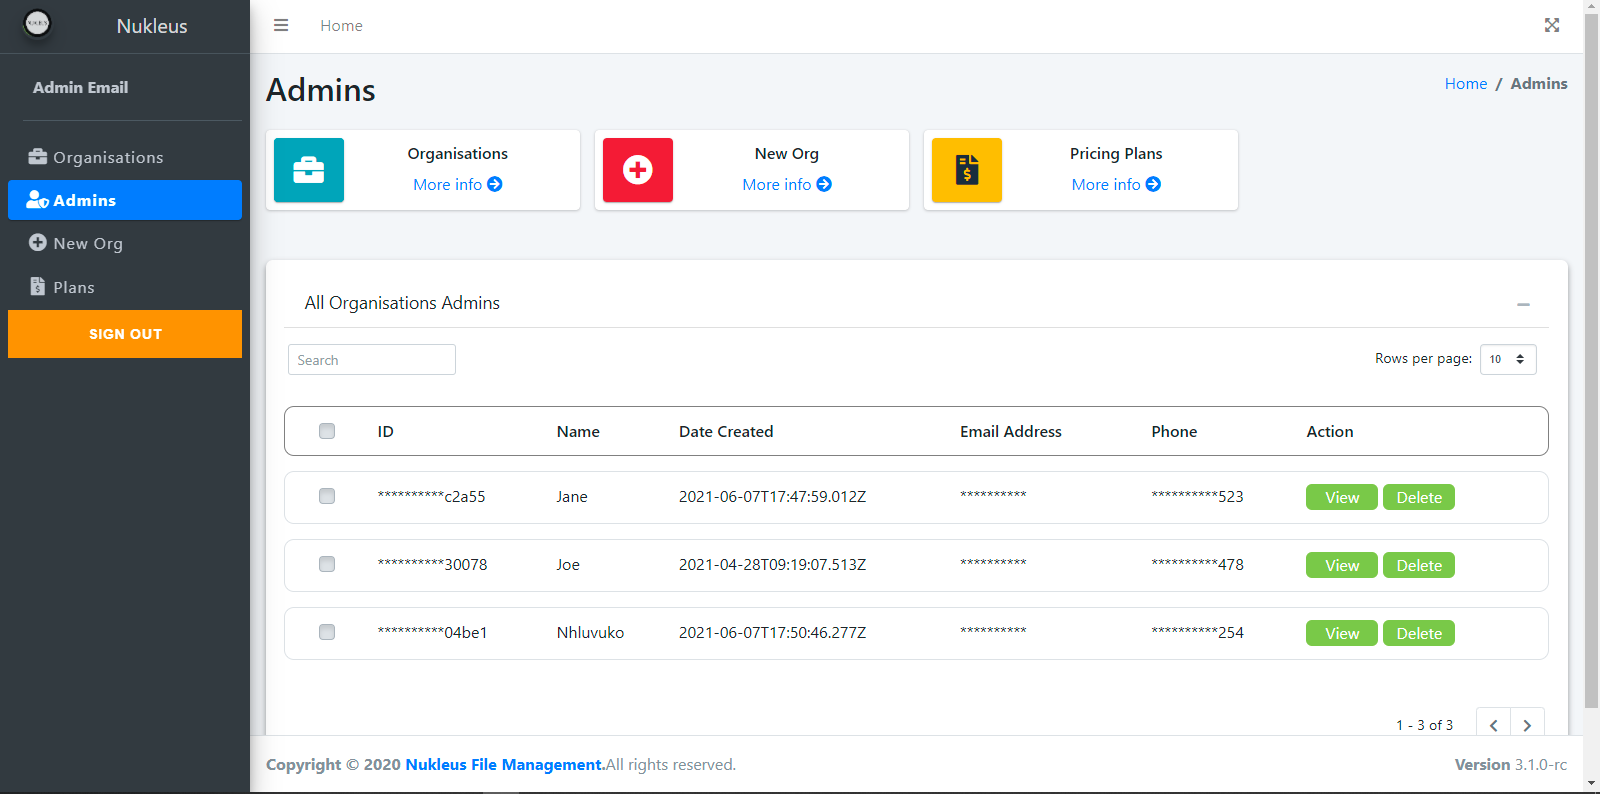 Nukleus
Home
Admin Email
Organisations
Admins
New Org
Plans
SIGN OUT
Admins
Home / Admins
Organisations
More info
New Org
More info
Pricing Plans
More info
All Organisations Admins
Search
Rows per page: 10
ID Name Date Created Email Address Phone Action
**********c2a55 Jane 2021-06-07T17:47:59.012Z ********** **********523 View Delete
**********30078 Joe 2021-04-28T09:19:07.513Z ********** **********478 View Delete
**********04be1 Nhluvuko 2021-06-07T17:50:46.277Z ********** **********254 View Delete
1 - 3 of 3
Copyright © 2020 Nukleus File Management.All rights reserved.
Version 3.1.0-rc